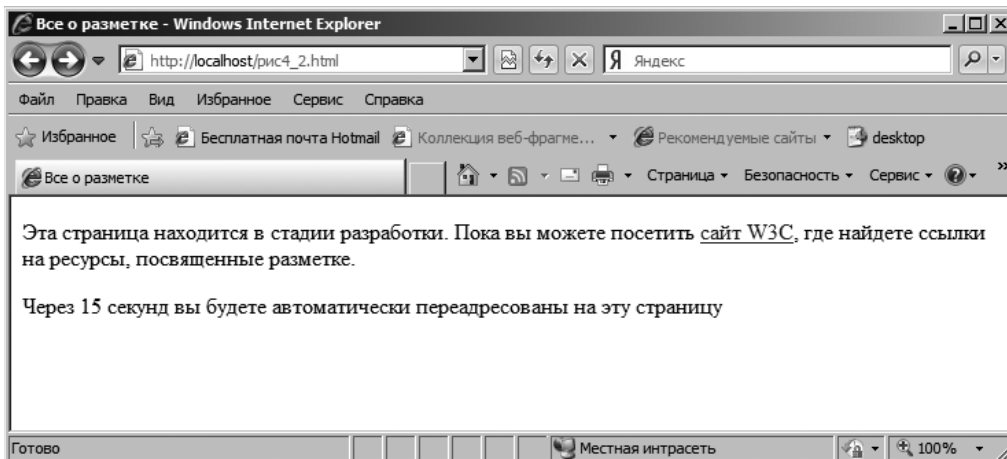 Все о разметке - Windows Internet Explorer
http://localhost/рис4_2.html Яндекс
Файл Правка Вид Избранное Сервис Справка
Избранное Бесплатная почта Hotmail Коллекция веб-фрагме... Рекомендуемые сайты desktop
Все о разметке Страница Безопасность Сервис »
Эта страница находится в стадии разработки. Пока вы можете посетить сайт W3C, где найдете ссылки
на ресурсы, посвященные разметке.
Через 15 секунд вы будете автоматически переадресованы на эту страницу
Готово Местная интрасеть 100%